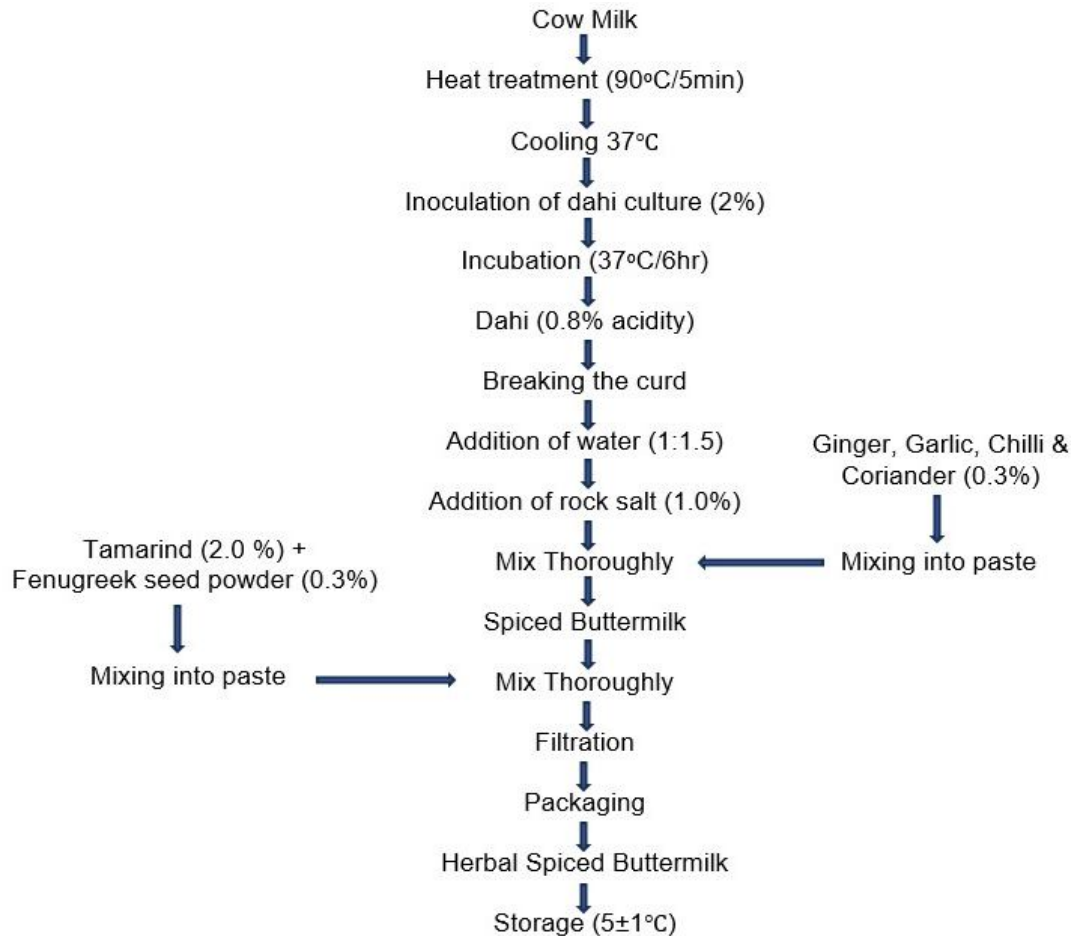 Cow Milk
Heat treatment (90ºC/5min)
Cooling 37℃
Inoculation of dahi culture (2%)
Incubation (37ºC/6hr)
Dahi (0.8% acidity)
Breaking the curd
Addition of water (1:1.5)
Addition of rock salt (1.0%)
Ginger, Garlic, Chilli &
Coriander (0.3%)
Mixing into paste
Mix Thoroughly
Spiced Buttermilk
Tamarind (2.0 %) +
Fenugreek seed powder (0.3%)
Mixing into paste
Mix Thoroughly
Filtration
Packaging
Herbal Spiced Buttermilk
Storage (5±1℃)